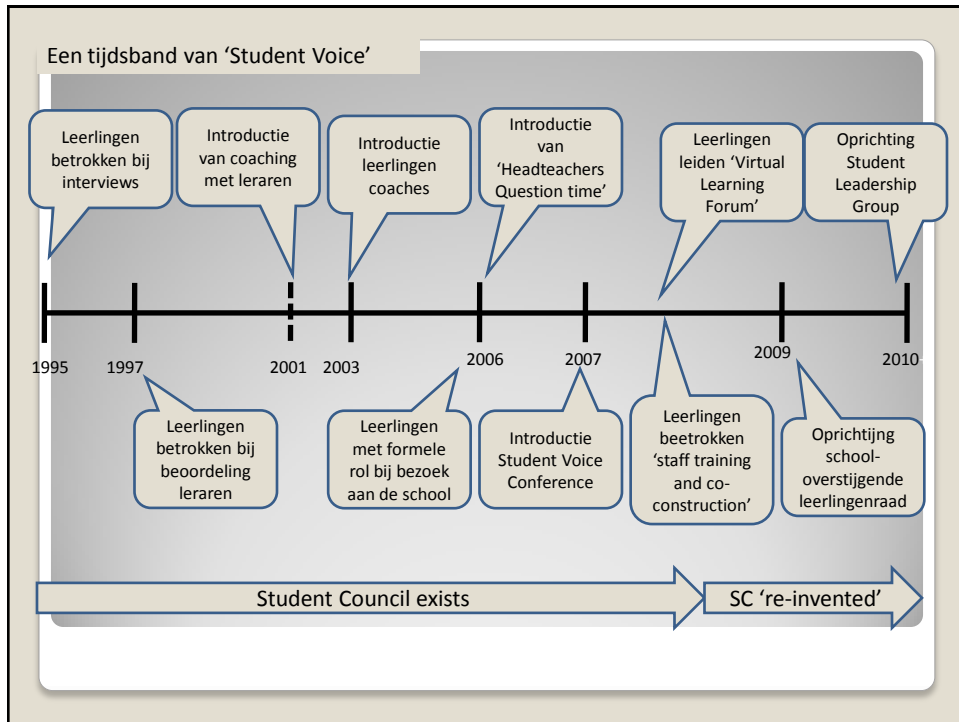 Een tijdsband van ‘Student Voice’
Leerlingen
betrokken bij
interviews
Introductie
van coaching
met leraren
Introductie
leerlingen
coaches
Introductie
van
‘Headteachers
Question time’
Leerlingen
leiden ‘Virtual
Learning
Forum’
Oprichting
Student
Leadership
Group
1995
1997
2001
2003
2006
2007
2009
2010
Leerlingen
betrokken bij
beoordeling
leraren
Leerlingen
met formele
rol bij bezoek
aan de school
Introductie
Student Voice
Conference
Leerlingen
beetrokken
‘staff training
and co-
construction’
Oprichtijng
school-
overstijgende
leerlingenraad
Student Council exists
SC ‘re-invented’